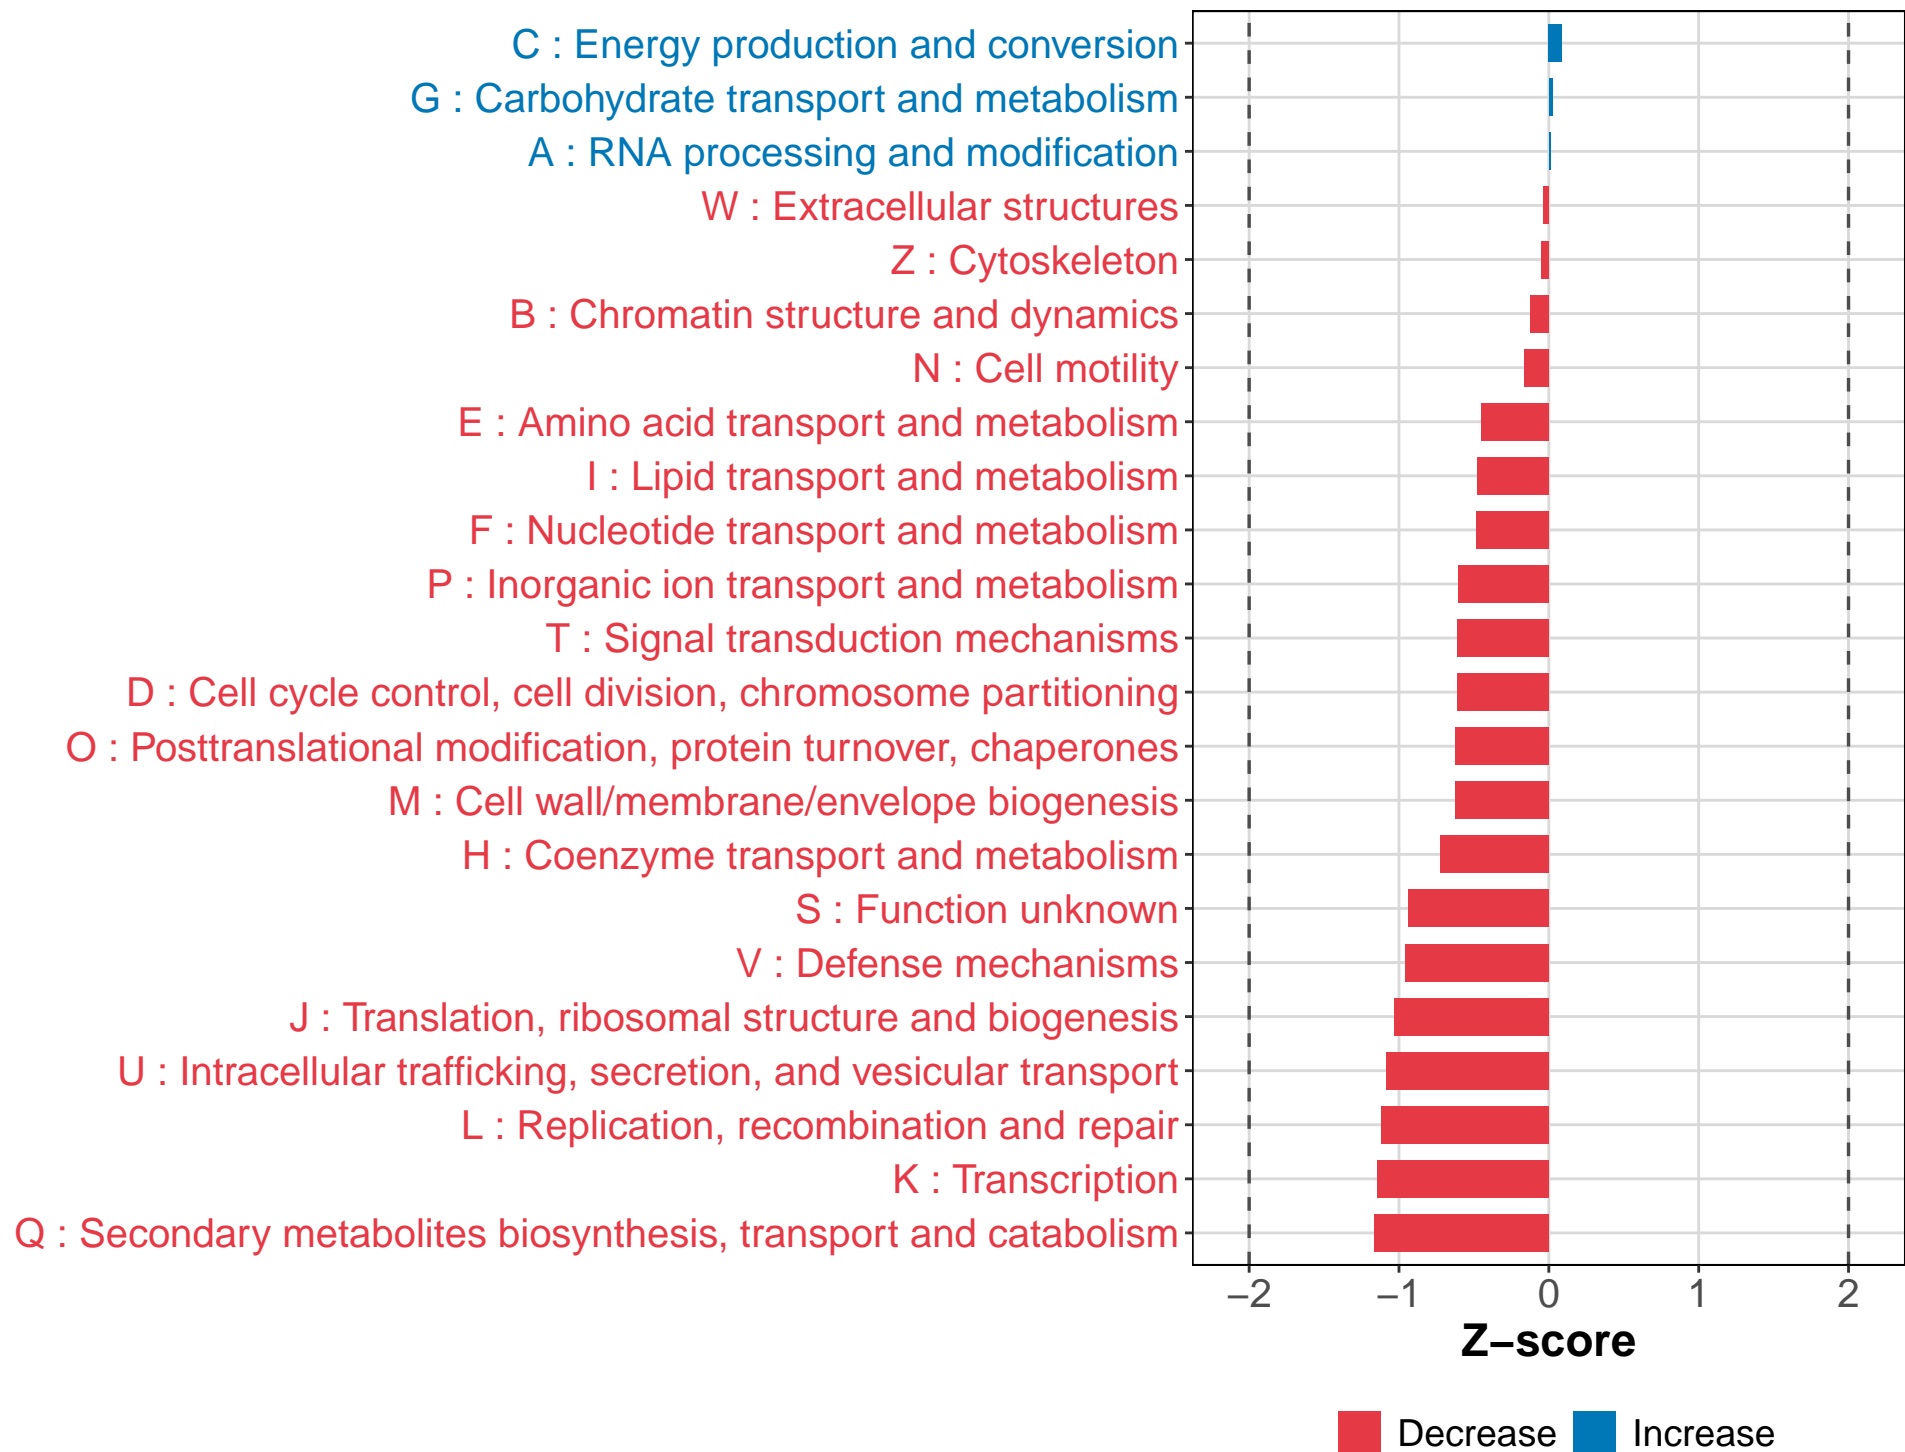 C : Energy production and conversion
G : Carbohydrate transport and metabolism
A : RNA processing and modification
W : Extracellular structures
Z : Cytoskeleton
B : Chromatin structure and dynamics
N : Cell motility
E : Amino acid transport and metabolism
I : Lipid transport and metabolism
F : Nucleotide transport and metabolism
P : Inorganic ion transport and metabolism
T : Signal transduction mechanisms
D : Cell cycle control, cell division, chromosome partitioning
O : Posttranslational modification, protein turnover, chaperones
M : Cell wall/membrane/envelope biogenesis
H : Coenzyme transport and metabolism
S : Function unknown
V : Defense mechanisms
J : Translation, ribosomal structure and biogenesis
U : Intracellular trafficking, secretion, and vesicular transport
L : Replication, recombination and repair
K : Transcription
Q : Secondary metabolites biosynthesis, transport and catabolism
−2 −1 0 1 2
Z−score
Decrease Increase